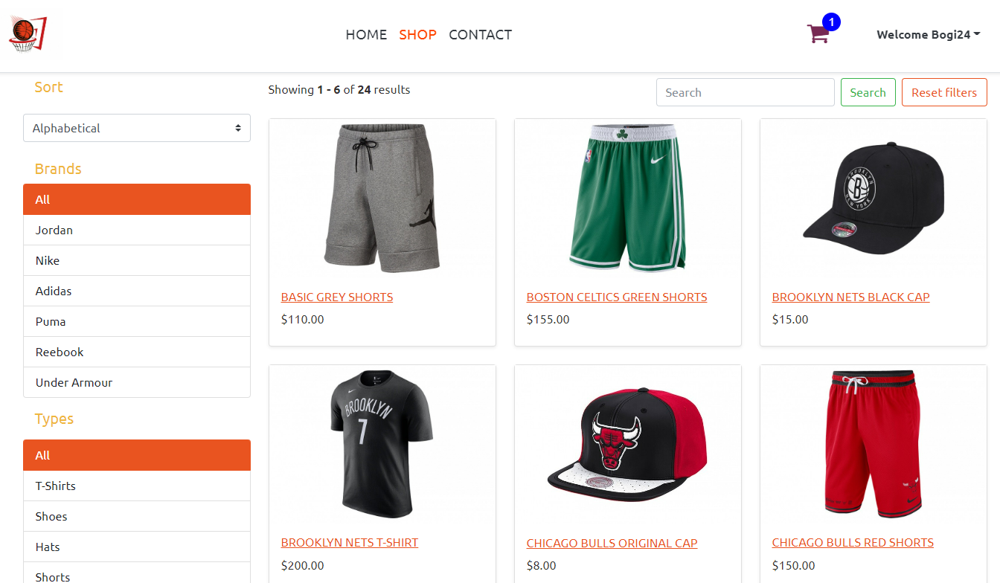 HOME SHOP CONTACT
1
Welcome Bogi24
Sort
Alphabetical
Brands
All
Jordan
Nike
Adidas
Puma
Reebook
Under Armour
Types
All
T-Shirts
Shoes
Hats
Shorts
Showing 1 - 6 of 24 results
Search
Search
Reset filters
BASIC GREY SHORTS
$110.00
BOSTON CELTICS GREEN SHORTS
$155.00
BROOKLYN
B
NEW YORK
BROOKLYN NETS BLACK CAP
$15.00
BROOKLYN
7
BROOKLYN NETS T-SHIRT
$200.00
CHICAGO BULLS ORIGINAL CAP
$8.00
CHICAGO BULLS RED SHORTS
$150.00